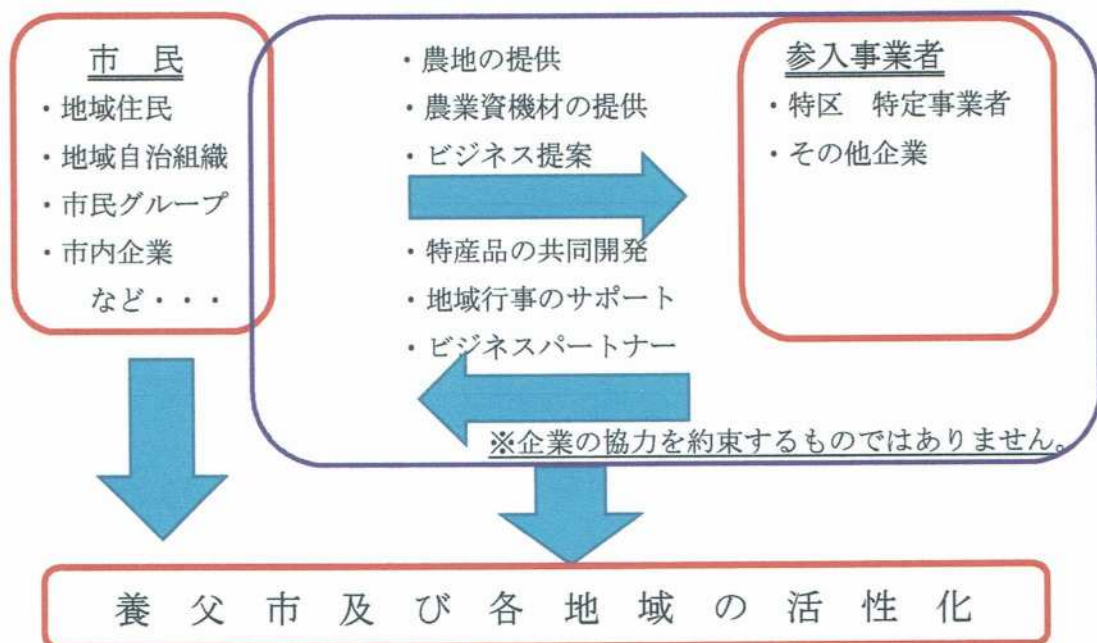 市　民
・地域住民
・地域自治組織
・市民グループ
・市内企業
など・・・
・農地の提供
・農業資機材の提供
・ビジネス提案
・特産品の共同開発
・地域行事のサポート
・ビジネスパートナー
参入事業者
・特区　特定事業者
・その他企業
※企業の協力を約束するものではありません。
養父市及び各地域の活性化